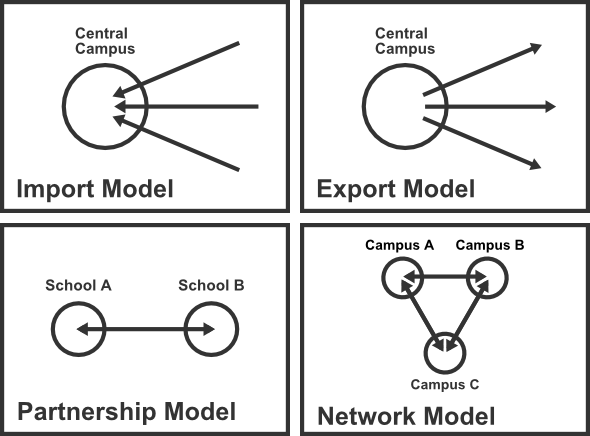 Central
Campus
Import Model
Central
Campus
Export Model
School A
School B
Partnership Model
Campus A
Campus B
Campus C
Network Model